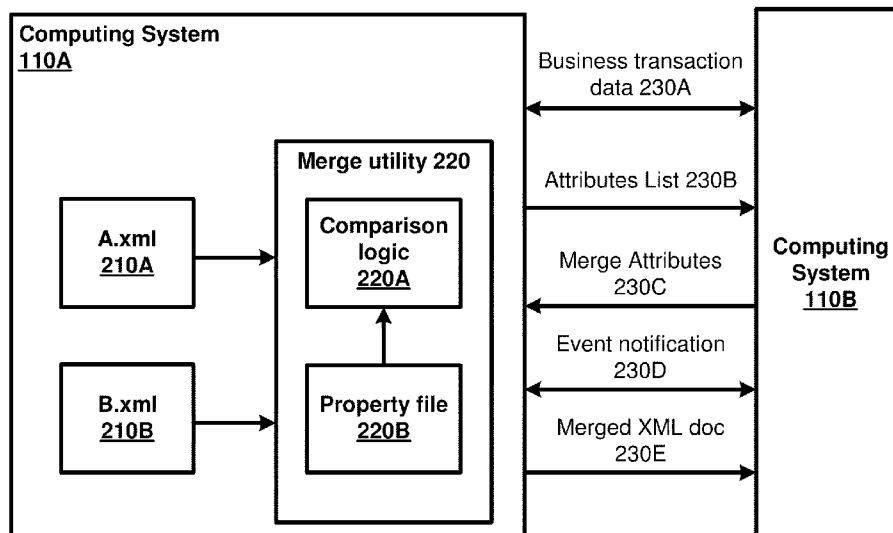 Computing System
110A
Merge utility 220
A.xml
210A
Comparison
logic
220A
B.xml
210B
Property file
220B
Business transaction
data 230A
Attributes List 230B
Merge Attributes
230C
Event notification
230D
Merged XML doc
230E
Computing
System
110B